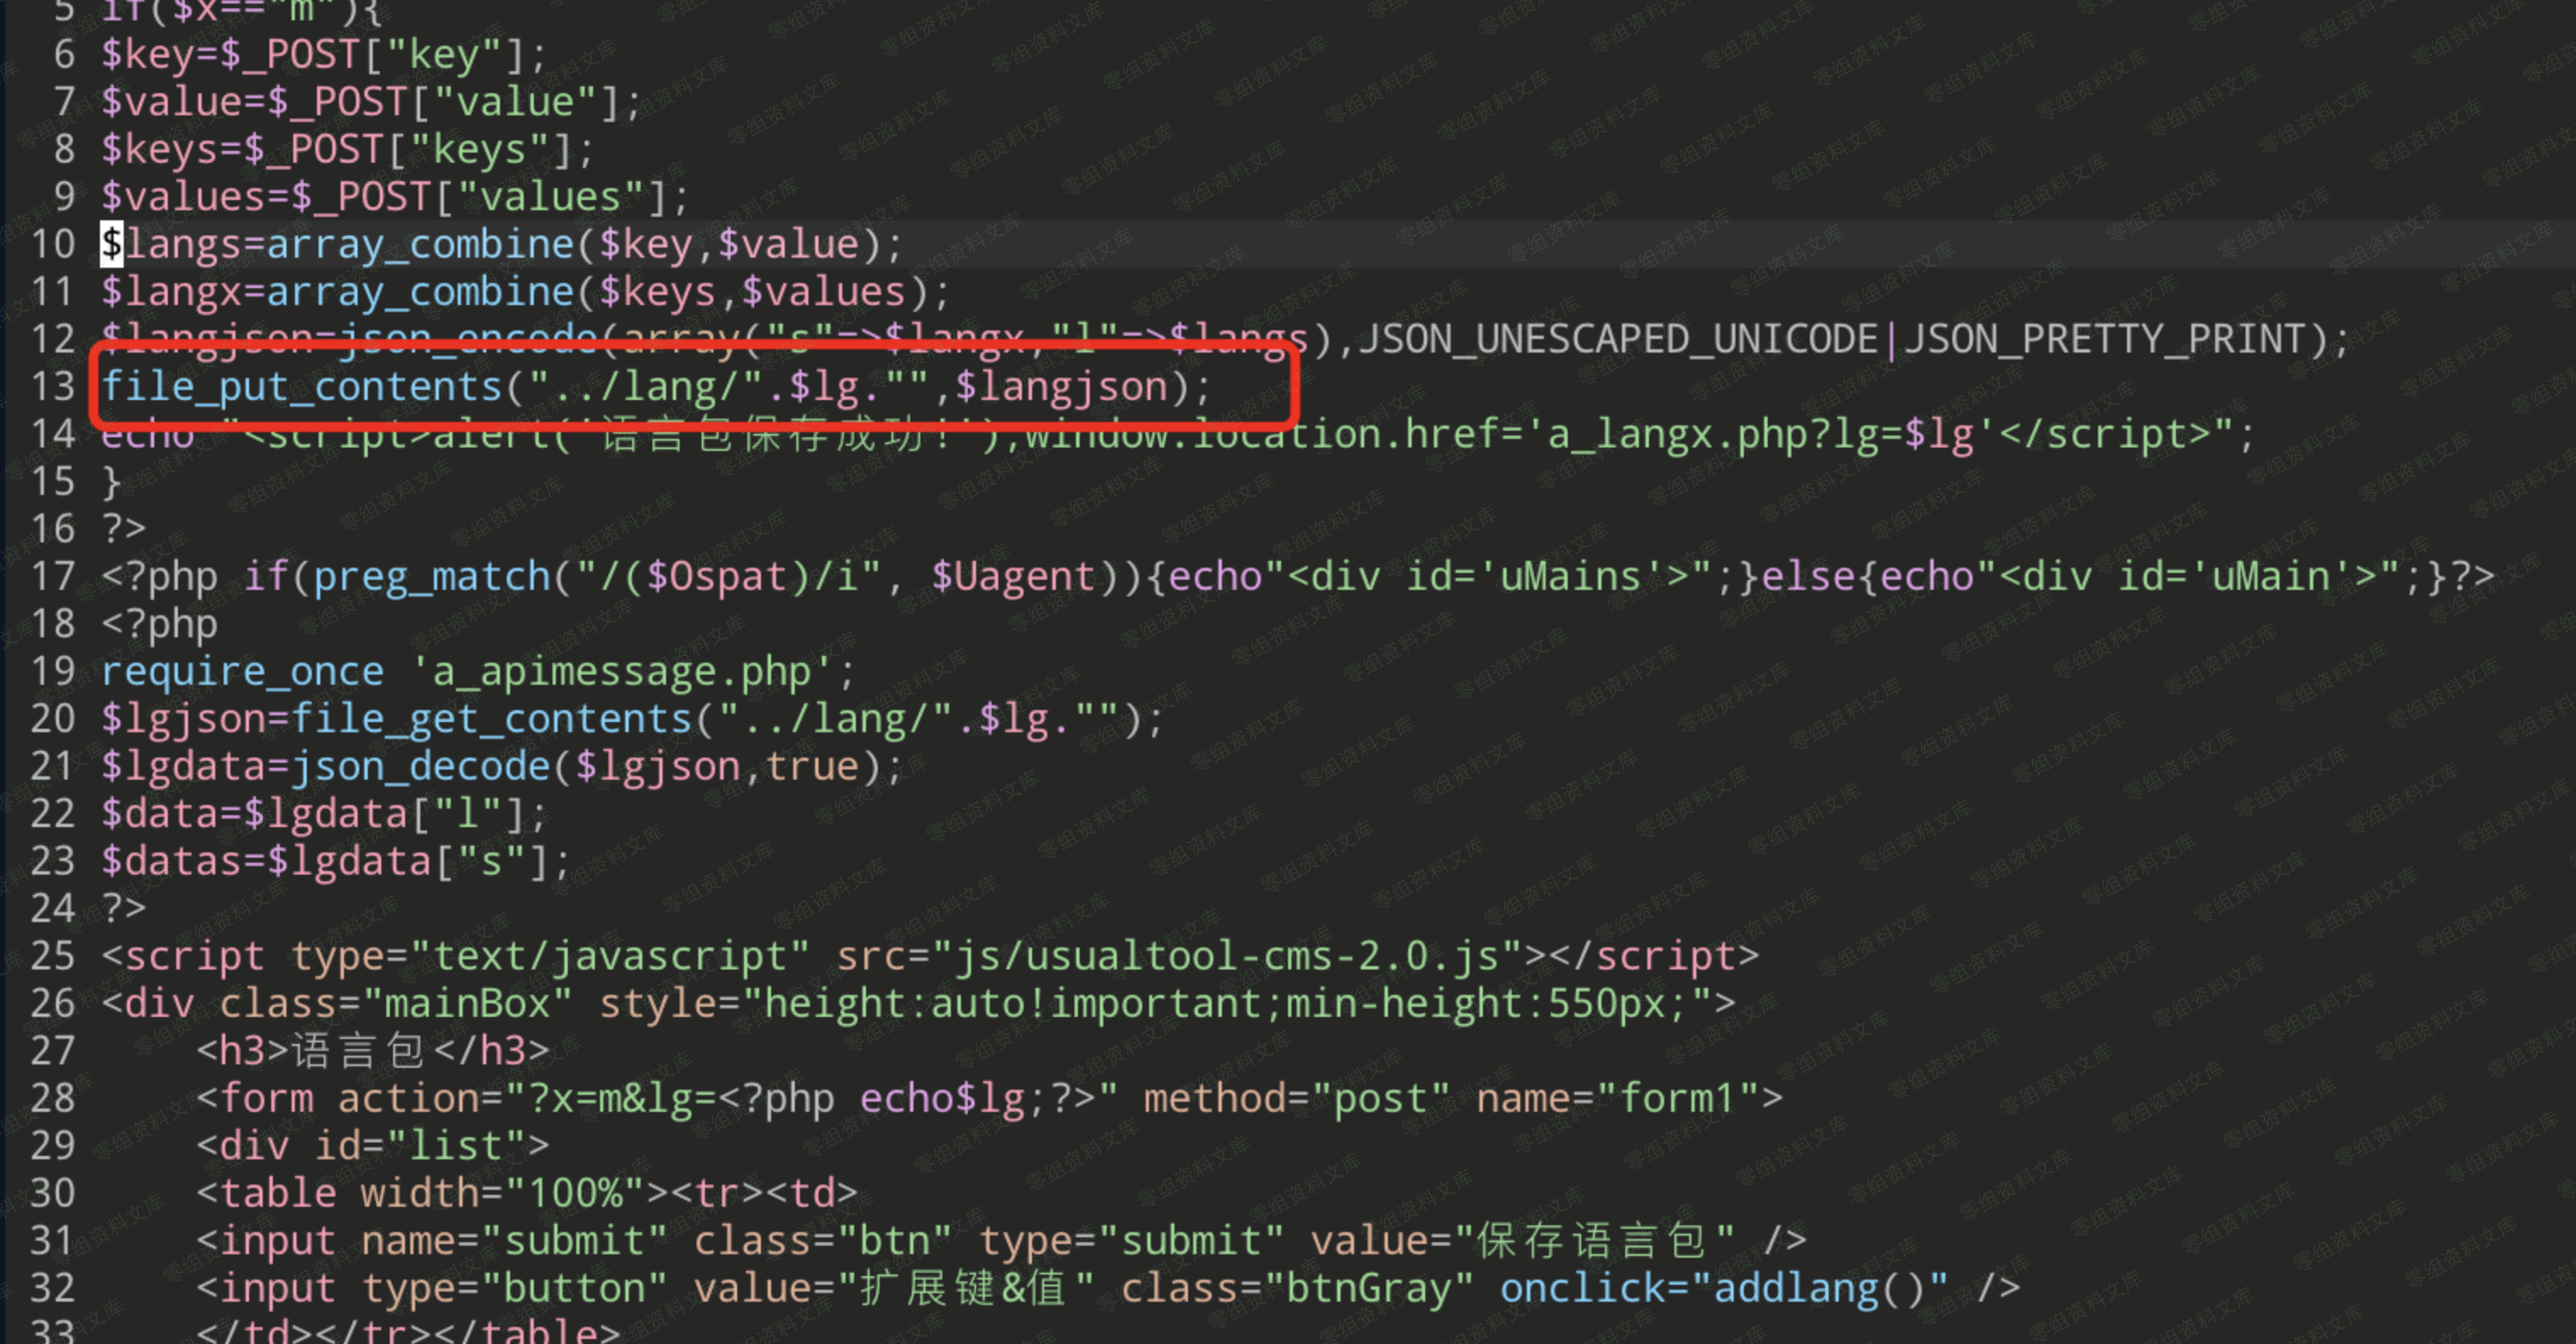 5 if($x=="m"){
6 $key=$_POST["key"];
7 $value=$_POST["value"];
8 $keys=$_POST["keys"];
9 $values=$_POST["values"];
10 $langs=array_combine($key,$value);
11 $langx=array_combine($keys,$values);
12 $langjson=json_encode(array("s"=>$langx,"l"=>$langs),JSON_UNESCAPED_UNICODE|JSON_PRETTY_PRINT);
13 file_put_contents("../lang/".$lg."",$langjson);
14 echo "<script>alert('语言包保存成功!'),window.location.href='a_langx.php?lg=$lg'</script>";
15 }
16 ?>
17 <?php if(preg_match("/($Ospat)/i", $Uagent)){echo"<div id='uMains'>";}else{echo"<div id='uMain'>";}?>
18 <?php
19 require_once 'a_apimessage.php';
20 $lgjson=file_get_contents("../lang/".$lg."");
21 $lgdata=json_decode($lgjson,true);
22 $data=$lgdata["l"];
23 $datas=$lgdata["s"];
24 ?>
25 <script type="text/javascript" src="js/usualtool-cms-2.0.js"></script>
26 <div class="mainBox" style="height:auto!important;min-height:550px;">
27 <h3>语言包</h3>
28 <form action="?x=m&lg=<?php echo$lg;?>" method="post" name="form1">
29 <div id="list">
30 <table width="100%"><tr><td>
31 <input name="submit" class="btn" type="submit" value="保存语言包" />
32 <input type="button" value="扩展键&值" class="btnGray" onclick="addlang()" />
33 </td></tr></table>
零组资料文库